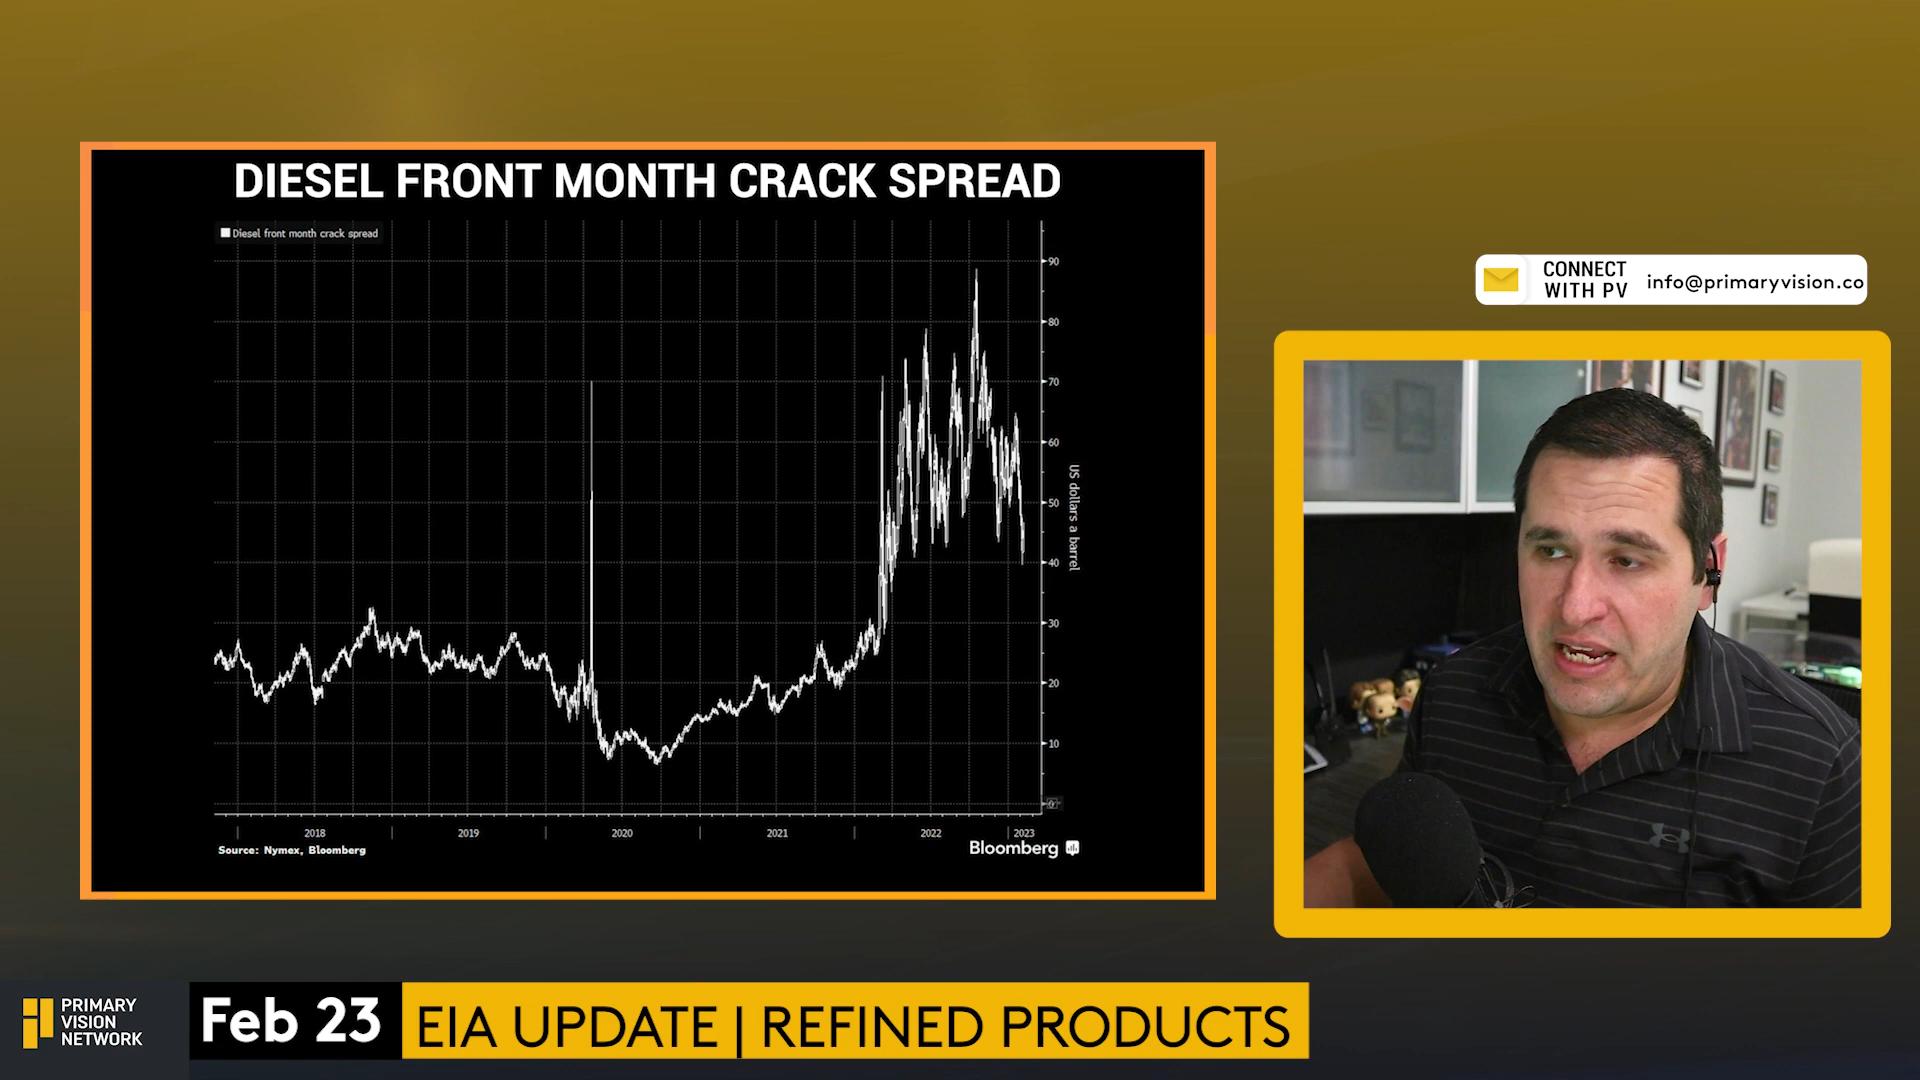 DIESEL FRONT MONTH CRACK SPREAD
Diesel front month crack spread
90
80
70
60
50
40
30
20
10
0
US dollars a barrel
2018
2019
2020
2021
2022
2023
Source: Nymex, Bloomberg
Bloomberg
CONNECT
WITH PV
info@primaryvision.co
PRIMARY
VISION
NETWORK
Feb 23
EIA UPDATE | REFINED PRODUCTS